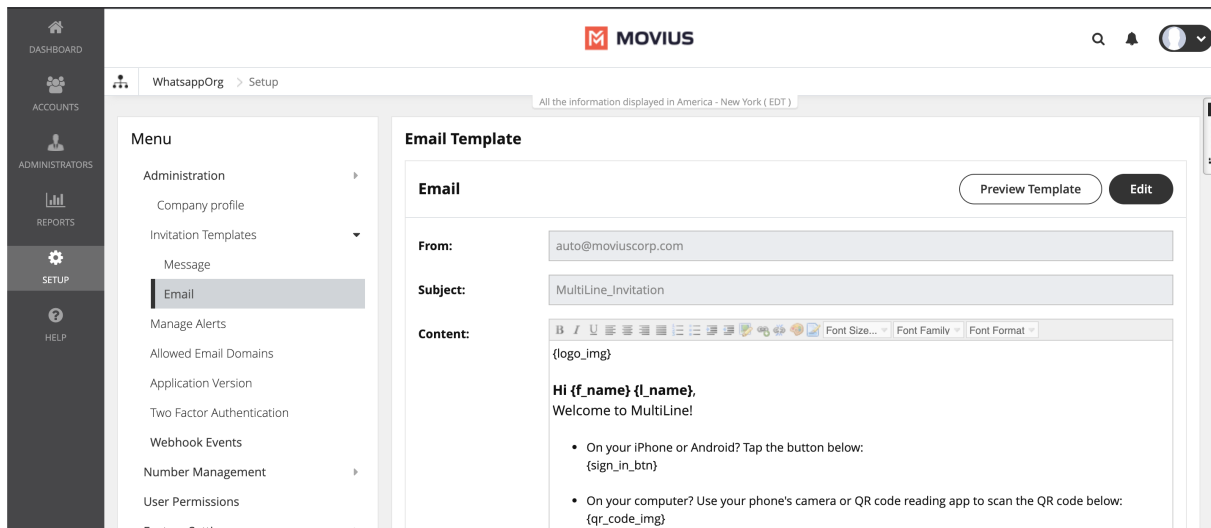 MOVIUS
DASHBOARD
ACCOUNTS
ADMINISTRATORS
REPORTS
SETUP
HELP
WhatsappOrg > Setup
All the information displayed in America - New York ( EDT )
Menu
Administration
Company profile
Invitation Templates
Message
Email
Manage Alerts
Allowed Email Domains
Application Version
Two Factor Authentication
Webhook Events
Number Management
User Permissions
Email Template
Email
Preview Template
Edit
From:
auto@moviuscorp.com
Subject:
MultiLine_Invitation
Content:
B I U Font Size... Font Family Font Format
{logo_img}
Hi {f_name} {l_name},
Welcome to MultiLine!
• On your iPhone or Android? Tap the button below:
{sign_in_btn}
• On your computer? Use your phone's camera or QR code reading app to scan the QR code below:
{qr_code_img}